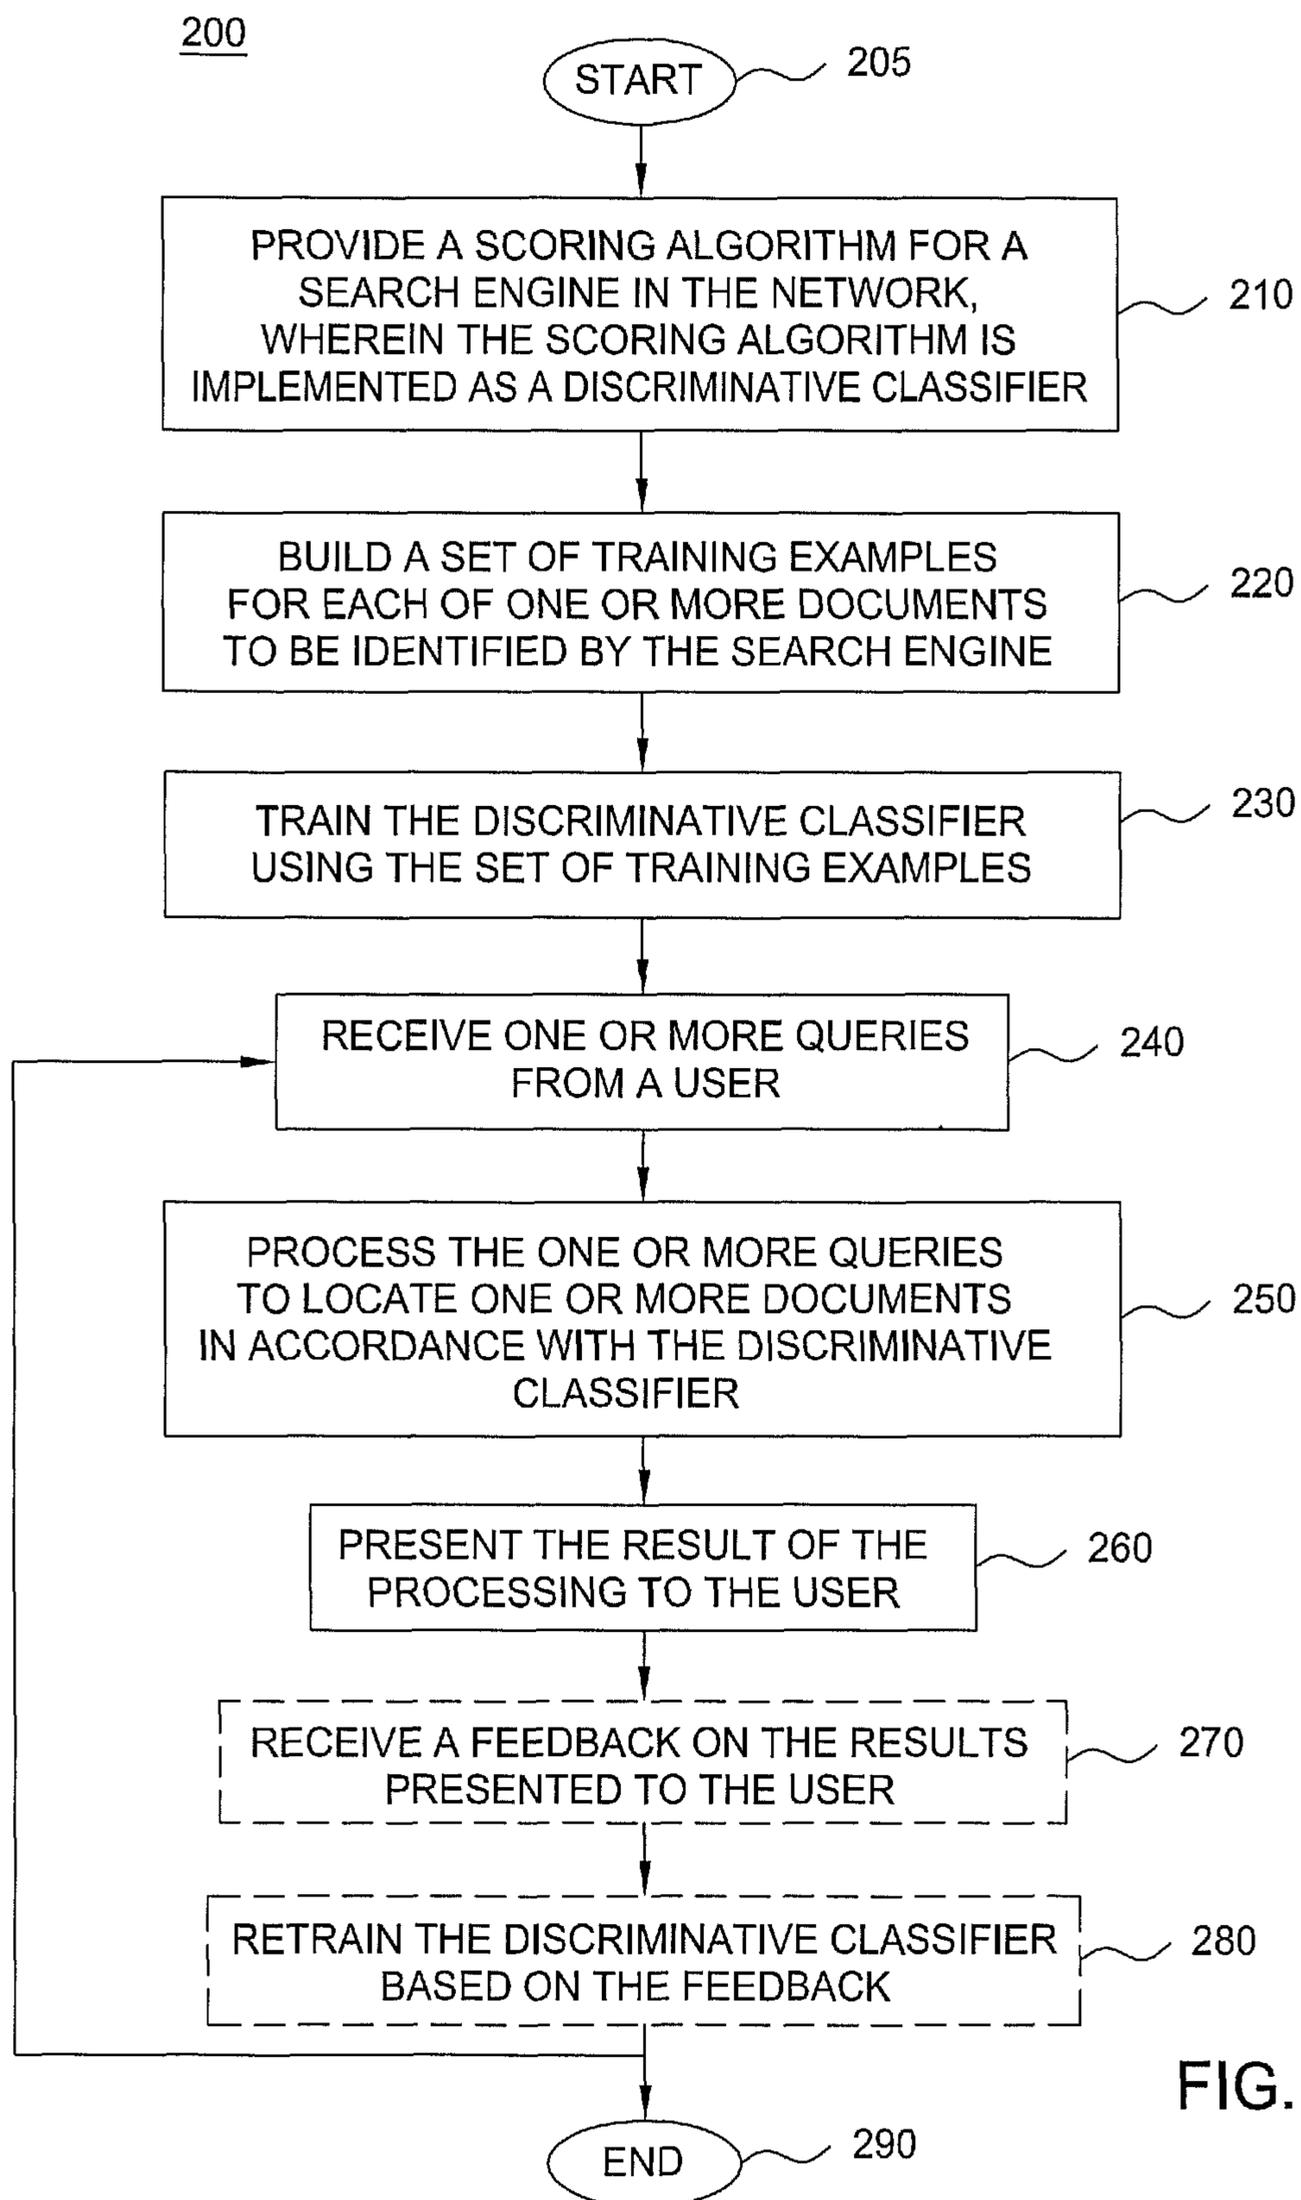 200
START
205
PROVIDE A SCORING ALGORITHM FOR A
SEARCH ENGINE IN THE NETWORK,
WHEREIN THE SCORING ALGORITHM IS
IMPLEMENTED AS A DISCRIMINATIVE CLASSIFIER
210
BUILD A SET OF TRAINING EXAMPLES
FOR EACH OF ONE OR MORE DOCUMENTS
TO BE IDENTIFIED BY THE SEARCH ENGINE
220
TRAIN THE DISCRIMINATIVE CLASSIFIER
USING THE SET OF TRAINING EXAMPLES
230
RECEIVE ONE OR MORE QUERIES
FROM A USER
240
PROCESS THE ONE OR MORE QUERIES
TO LOCATE ONE OR MORE DOCUMENTS
IN ACCORDANCE WITH THE DISCRIMINATIVE
CLASSIFIER
250
PRESENT THE RESULT OF THE
PROCESSING TO THE USER
260
RECEIVE A FEEDBACK ON THE RESULTS
PRESENTED TO THE USER
270
RETRAIN THE DISCRIMINATIVE CLASSIFIER
BASED ON THE FEEDBACK
280
FIG.
END
290